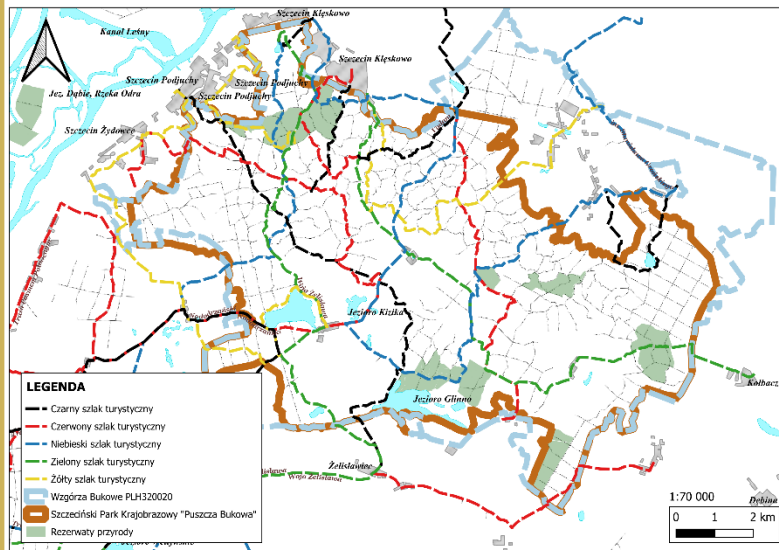 Szczecin Klęskowo
Kanał Leśny
Szczecin Klęskowo
Szczecin Podjuchy
Szczecin Podjuchy
Szczecin Podjuchy
Jez. Dąbie, Rzeka Odra
Szczecin Żydowce
Jezioro Kizika
Jezioro Glinno
Kołbacz
Żelisławiec
Dębina
LEGENDA
Czarny szlak turystyczny
Czerwony szlak turystyczny
Niebieski szlak turystyczny
Zielony szlak turystyczny
Żółty szlak turystyczny
Wzgórza Bukowe PLH320020
Szczeciński Park Krajobrazowy "Puszcza Bukowa"
Rezerwaty przyrody
1:70 000
0 1 2 km